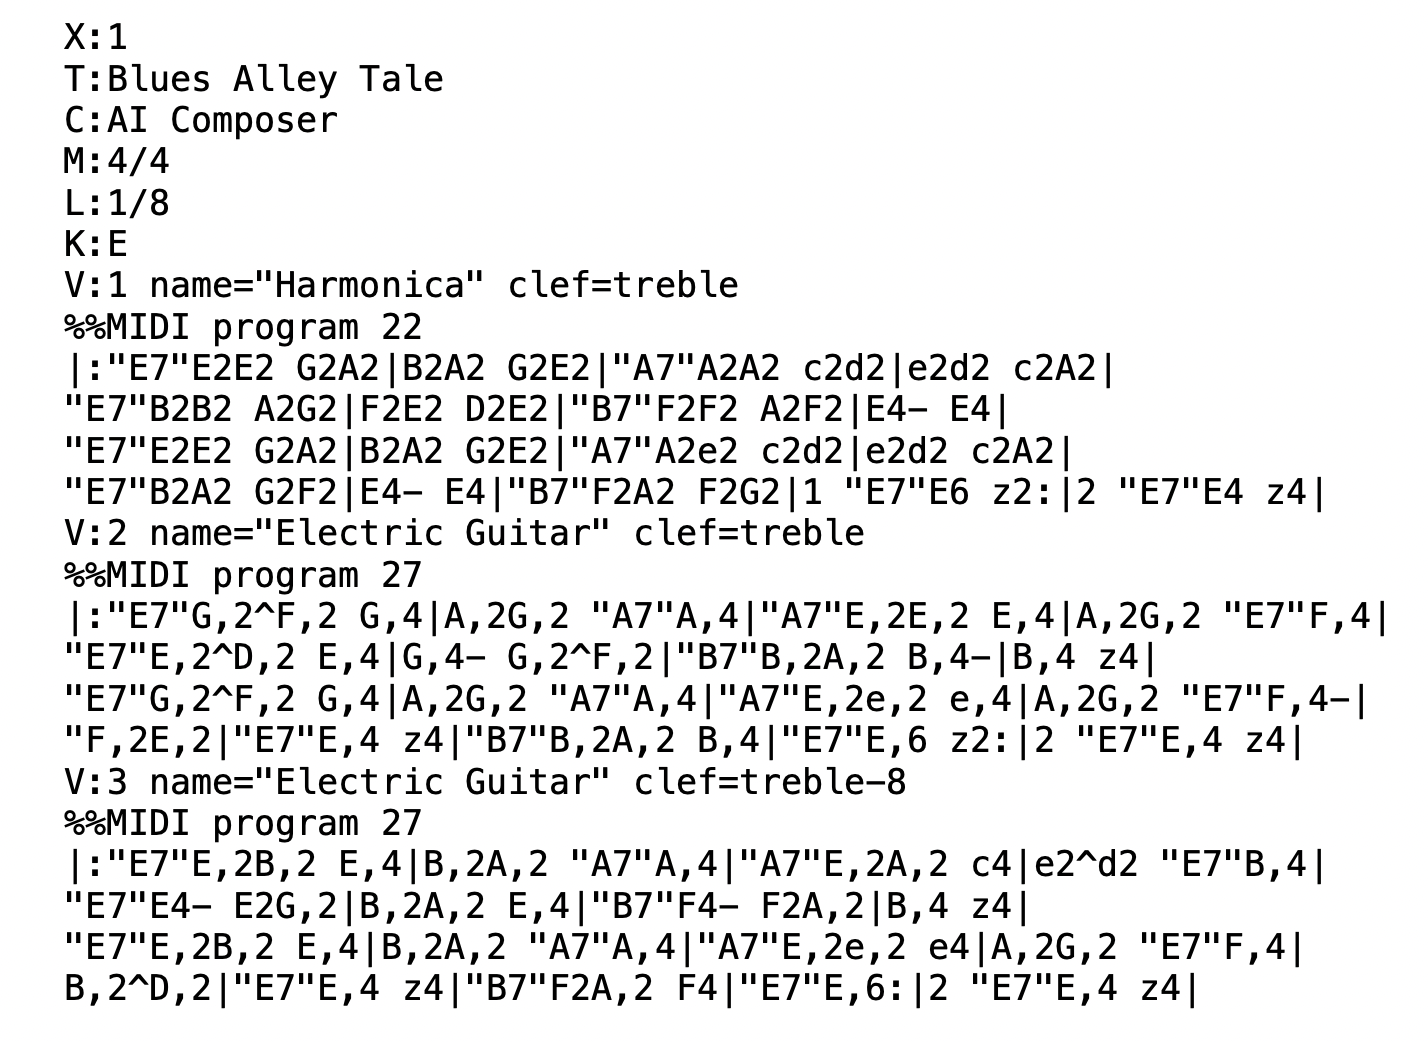 X:1
T:Blues Alley Tale
C:AI Composer
M:4/4
L:1/8
K:E
V:1 name="Harmonica" clef=treble
%%MIDI program 22
|:"E7"E2E2 G2A2|B2A2 G2E2|"A7"A2A2 c2d2|e2d2 c2A2|
"E7"B2B2 A2G2|F2E2 D2E2|"B7"F2F2 A2F2|E4- E4|
"E7"E2E2 G2A2|B2A2 G2E2|"A7"A2e2 c2d2|e2d2 c2A2|
"E7"B2A2 G2F2|E4- E4|"B7"F2A2 F2G2|1 "E7"E6 z2:|2 "E7"E4 z4|
V:2 name="Electric Guitar" clef=treble
%%MIDI program 27
|:"E7"G,2^F,2 G,4|A,2G,2 "A7"A,4|"A7"E,2E,2 E,4|A,2G,2 "E7"F,4|
"E7"E,2^D,2 E,4|G,4- G,2^F,2|"B7"B,2A,2 B,4-|B,4 z4|
"E7"G,2^F,2 G,4|A,2G,2 "A7"A,4|"A7"E,2e,2 e,4|A,2G,2 "E7"F,4-|
"F,2E,2|"E7"E,4 z4|"B7"B,2A,2 B,4|"E7"E,6 z2:|2 "E7"E,4 z4|
V:3 name="Electric Guitar" clef=treble-8
%%MIDI program 27
|:"E7"E,2B,2 E,4|B,2A,2 "A7"A,4|"A7"E,2A,2 c4|e2^d2 "E7"B,4|
"E7"E4- E2G,2|B,2A,2 E,4|"B7"F4- F2A,2|B,4 z4|
"E7"E,2B,2 E,4|B,2A,2 "A7"A,4|"A7"E,2e,2 e4|A,2G,2 "E7"F,4|
B,2^D,2|"E7"E,4 z4|"B7"F2A,2 F4|"E7"E,6:|2 "E7"E,4 z4|